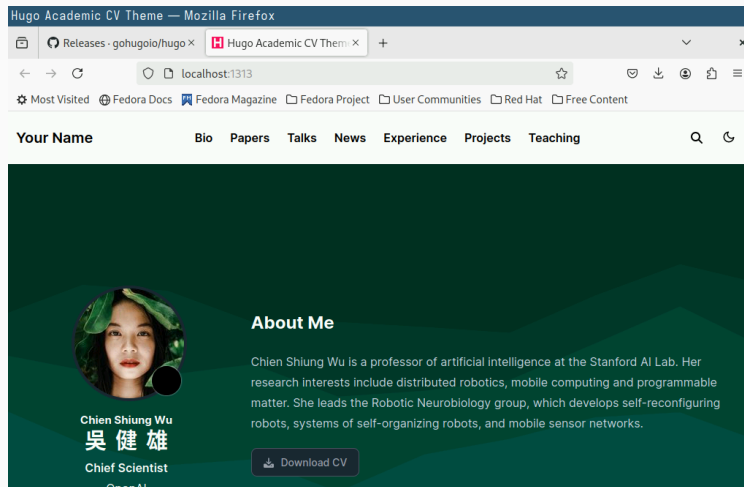 Hugo Academic CV Theme — Mozilla Firefox
Releases · gohugoio/hugo × Hugo Academic CV Them × +
localhost:1313
Most Visited Fedora Docs Fedora Magazine Fedora Project User Communities Red Hat Free Content
Your Name Bio Papers Talks News Experience Projects Teaching
About Me
Chien Shiung Wu is a professor of artificial intelligence at the Stanford AI Lab. Her
research interests include distributed robotics, mobile computing and programmable
matter. She leads the Robotic Neurobiology group, which develops self-reconfiguring
robots, systems of self-organizing robots, and mobile sensor networks.
Download CV
Chien Shiung Wu
吳健雄
Chief Scientist
OpenAI